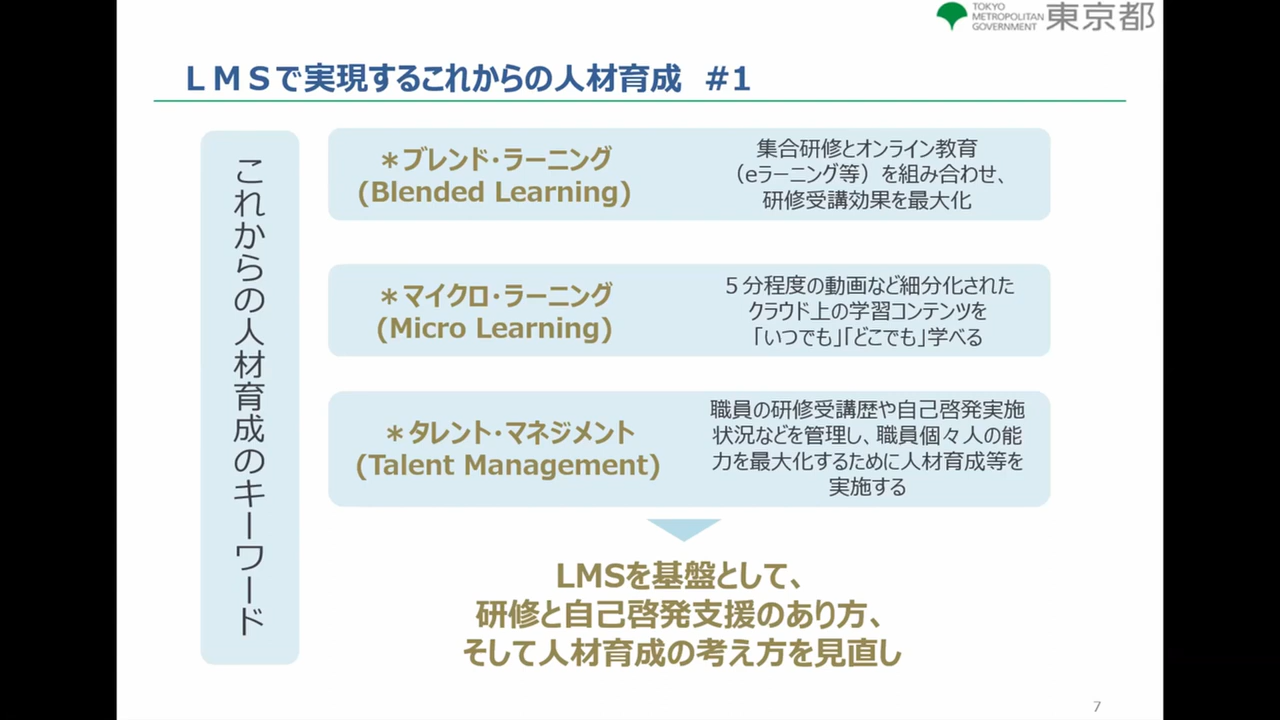 TOKYO
METROPOLITAN
GOVERNMENT
東京都
ＬＭＳで実現するこれからの人材育成 #1
これからの人材育成のキーワード
＊ブレンド・ラーニング
(Blended Learning)
集合研修とオンライン教育
（eラーニング等）を組み合わせ、
研修受講効果を最大化
＊マイクロ・ラーニング
(Micro Learning)
５分程度の動画など細分化された
クラウド上の学習コンテンツを
「いつでも」「どこでも」学べる
＊タレント・マネジメント
(Talent Management)
職員の研修受講歴や自己啓発実施
状況などを管理し、職員個々人の能
力を最大化するために人材育成等を
実施する
LMSを基盤として、
研修と自己啓発支援のあり方、
そして人材育成の考え方を見直し
7